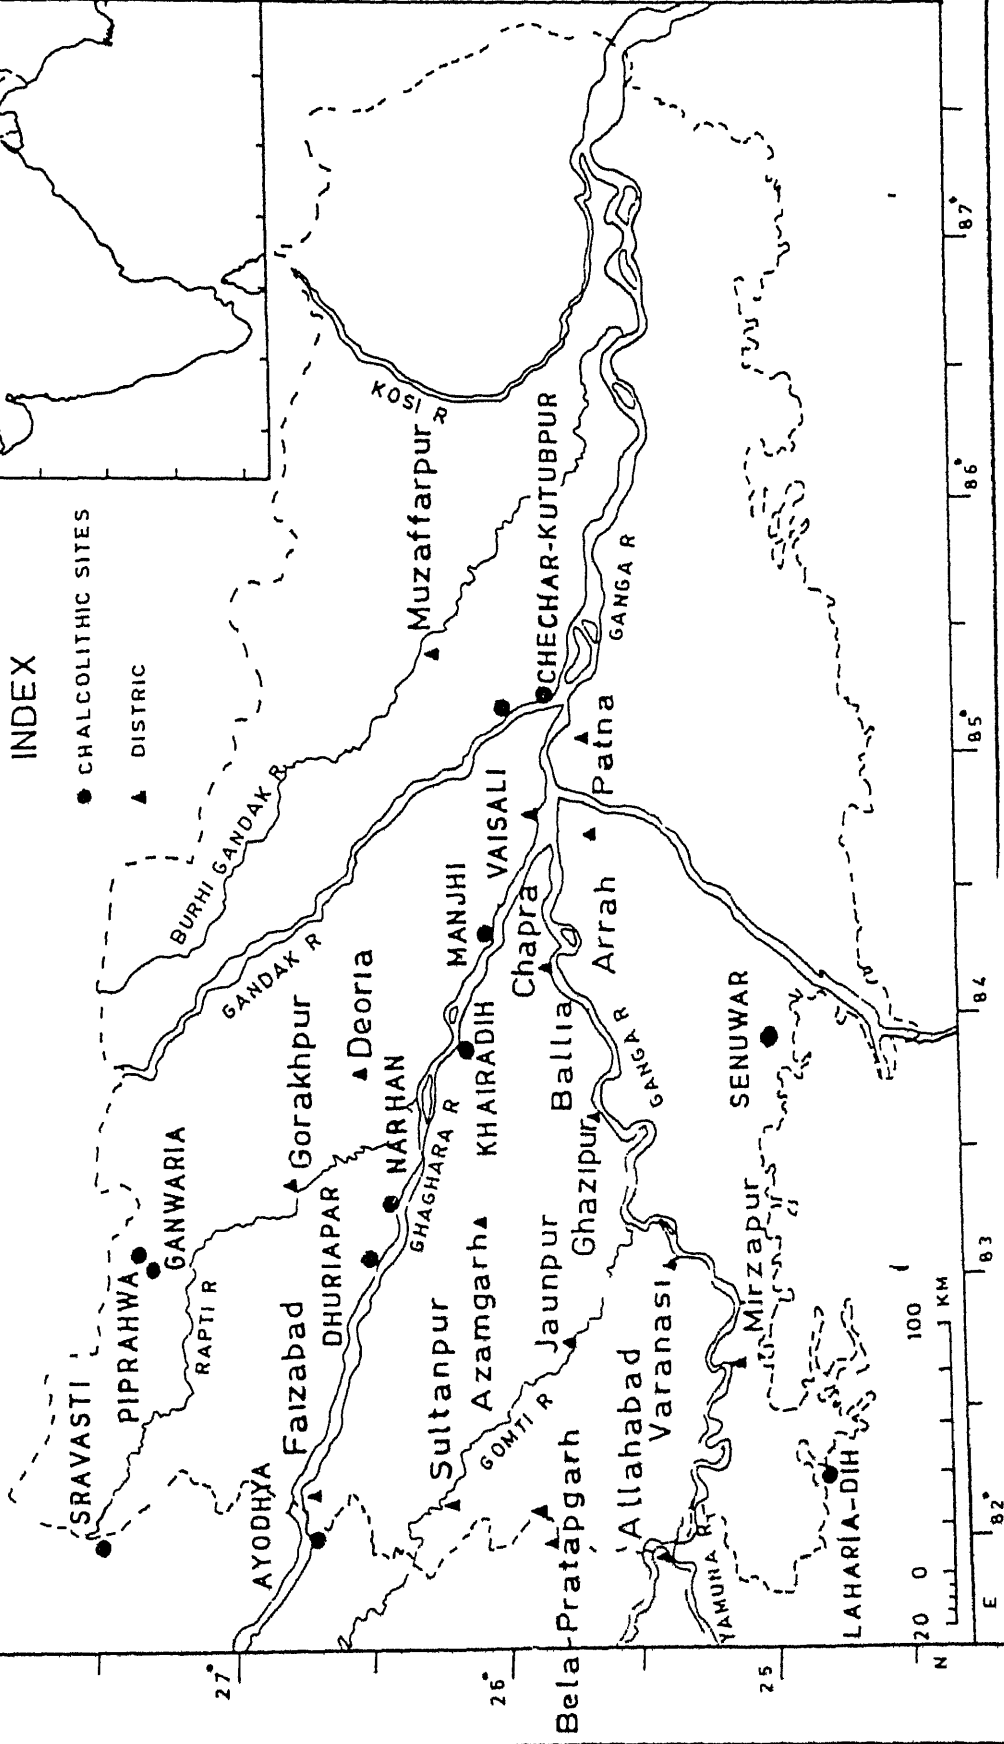 INDEX
● CHALCOLITHIC SITES
▲ DISTRIC
SRAVASTI
PIPRAHWA
GANWARIA
RAPTI R
BURHI GANDAK R
GANDAK R
KOSI R
Muzaffarpur
CHECHAR-KUTUBPUR
GANGA R
Patna
VAISALI
MANJHI
Chapra
Arrah
Deoria
Gorakhpur
NARHAN
KHAIRADIH
Ballia
GANGA R
SENUWAR
AYODHYA
Faizabad
DHURIAPAR
GHAGHARA R
Sultanpur
Azamgarh
Jaunpur
Ghazipur
GOMTI R
Bela-Pratapgarh
Allahabad
Varanasi
Mirzapur
YAMUNA R
LAHARIA-DIH
20 0 100 KM
27°
26°
25
N
E
82°
83
84
85°
86°
87°